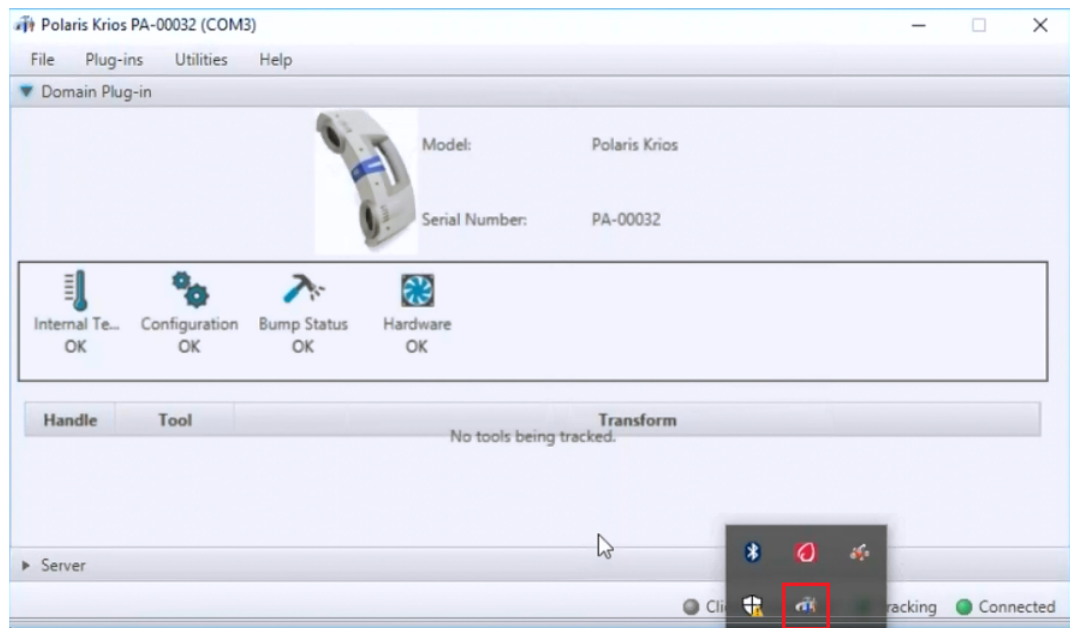 Polaris Krios PA-00032 (COM3)
File Plug-ins Utilities Help
Domain Plug-in
Model: Polaris Krios
Serial Number: PA-00032
Internal Te... Configuration Bump Status Hardware
OK OK OK OK
Handle Tool Transform
No tools being tracked.
Server
Connected